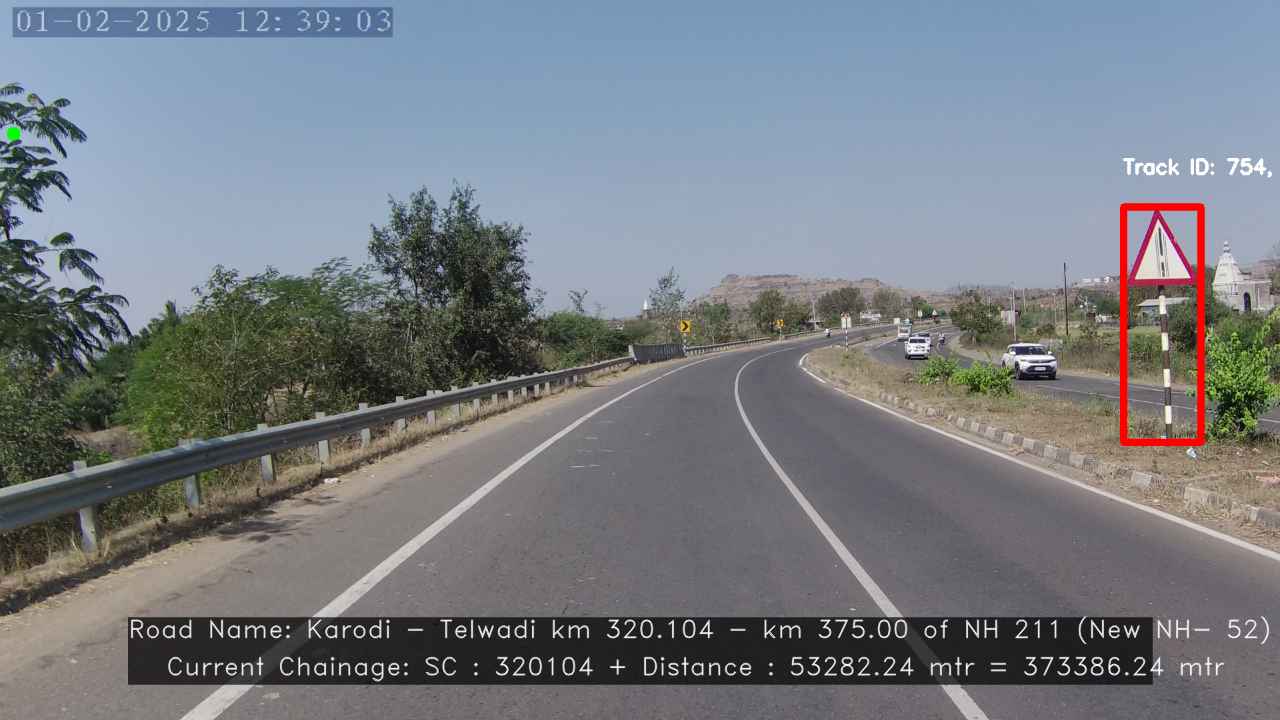 01-02-2025 12:39:03
Track ID: 754,
Road Name: Karodi - Telwadi km 320.104 - km 375.00 of NH 211 (New NH- 52)
Current Chainage: SC : 320104 + Distance : 53282.24 mtr = 373386.24 mtr